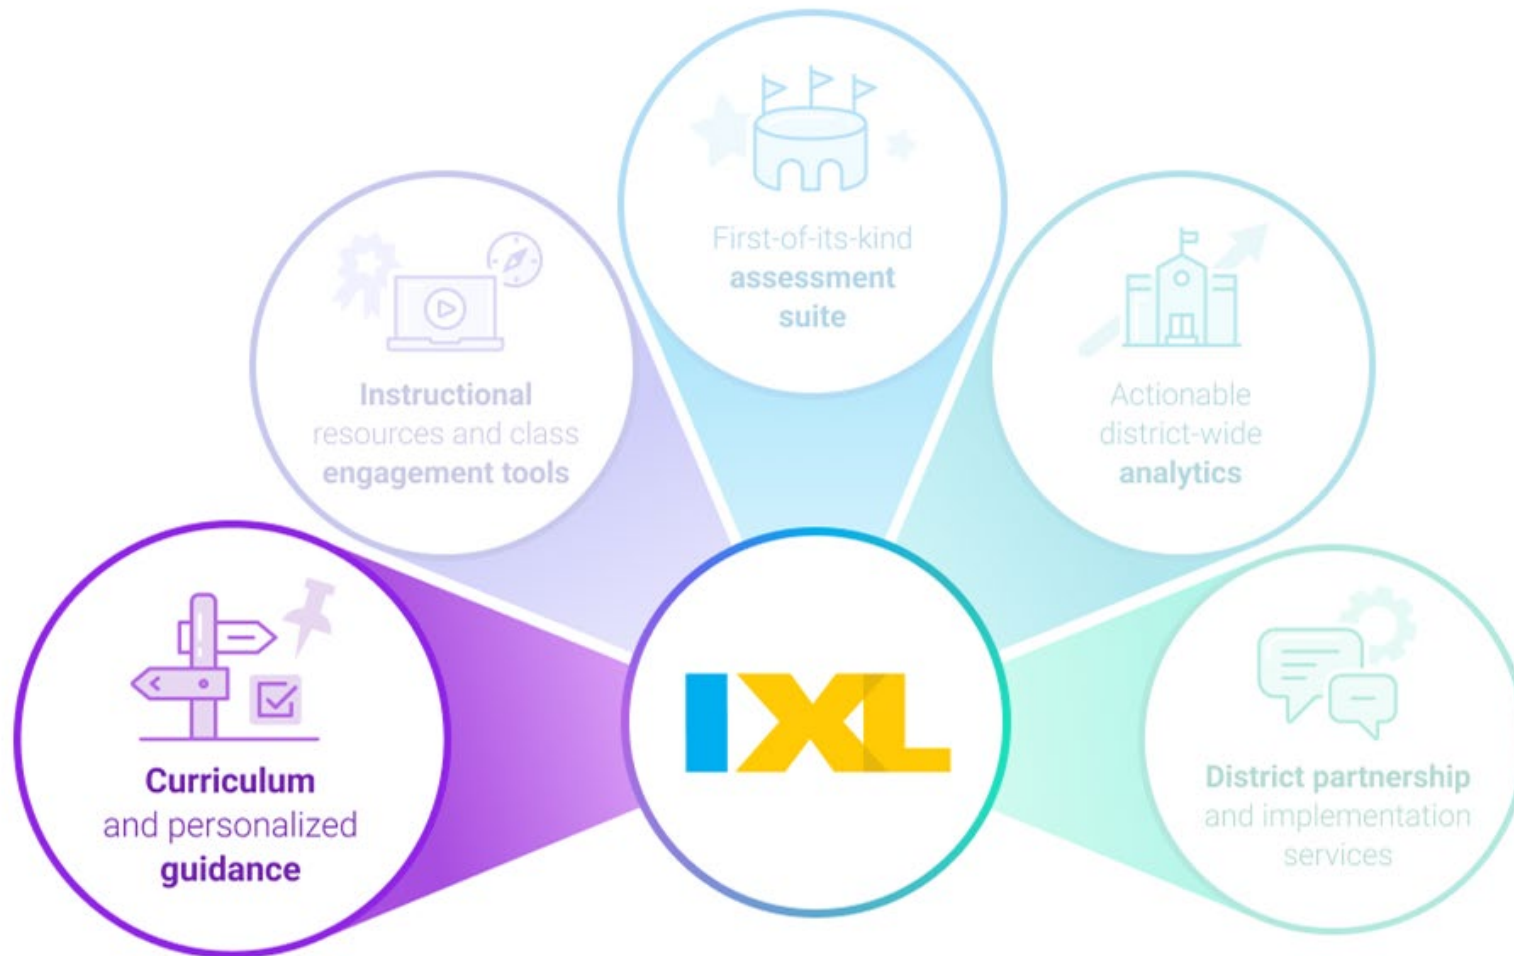 First-of-its-kind
assessment
suite
Instructional
resources and class
engagement tools
Actionable
district-wide
analytics
Curriculum
and personalized
guidance
IXL
District partnership
and implementation
services